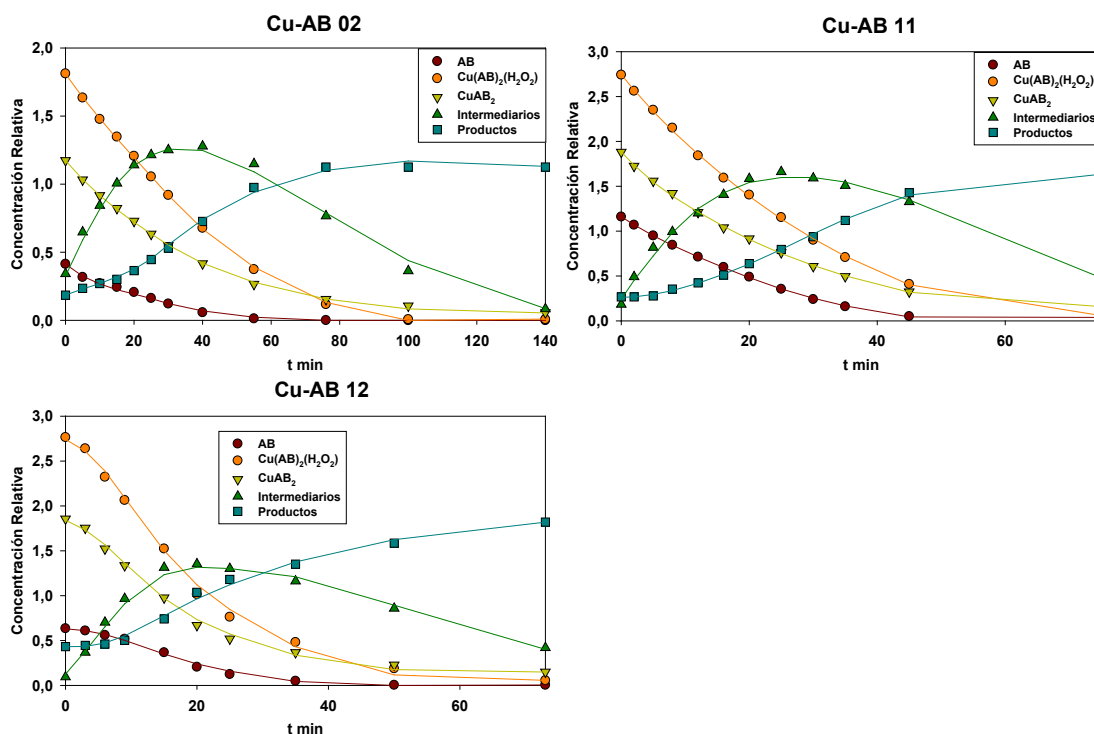 Cu-AB 02
Concentración Relativa
2,0
1,5
1,0
0,5
0,0
0 20 40 60 80 100 120 140
t min
AB
Cu(AB)₂(H₂O₂)
CuAB₂
Intermediarios
Productos
Cu-AB 11
Concentración Relativa
3,0
2,5
2,0
1,5
1,0
0,5
0,0
0 20 40 60
t min
AB
Cu(AB)₂(H₂O₂)
CuAB₂
Intermediarios
Productos
Cu-AB 12
Concentración Relativa
3,0
2,5
2,0
1,5
1,0
0,5
0,0
0 20 40 60
t min
AB
Cu(AB)₂(H₂O₂)
CuAB₂
Intermediarios
Productos